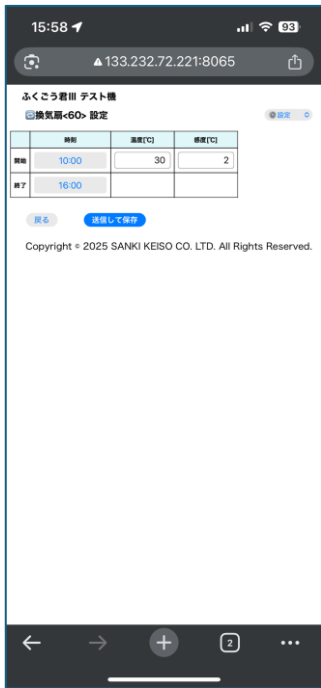 15:58
93
133.232.72.221:8065
ふくごう君III テスト機
換気扇<60> 設定
設定
時刻 温度[℃] 感度[℃]
開始 10:00 30 2
終了 16:00
戻る 送信して保存
Copyright © 2025 SANKI KEISO CO. LTD. All Rights Reserved.
2